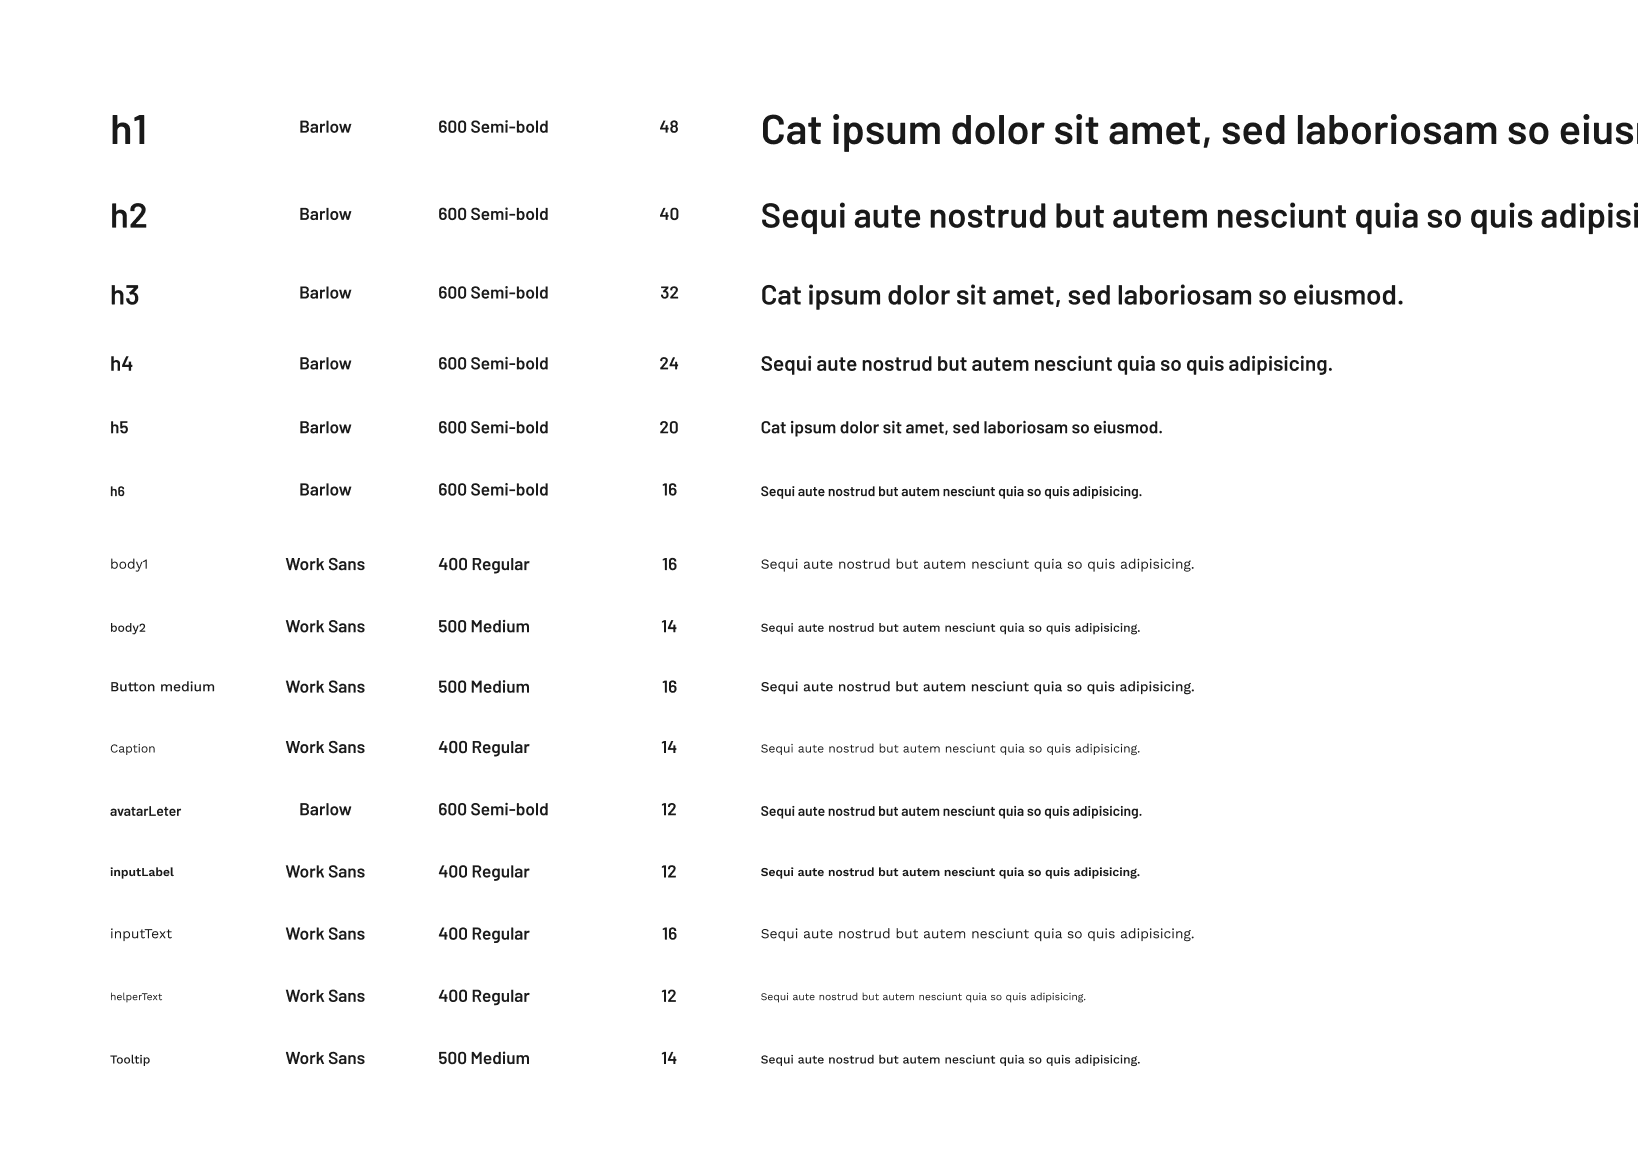 h1 Barlow 600 Semi-bold 48 Cat ipsum dolor sit amet, sed laboriosam so
h2 Barlow 600 Semi-bold 40 Sequi aute nostrud but autem nesciunt quia so quis
h3 Barlow 600 Semi-bold 32 Cat ipsum dolor sit amet, sed laboriosam so eiusmod.
h4 Barlow 600 Semi-bold 24 Sequi aute nostrud but autem nesciunt quia so quis adipisicing.
h5 Barlow 600 Semi-bold 20 Cat ipsum dolor sit amet, sed laboriosam so eiusmod.
h6 Barlow 600 Semi-bold 16 Sequi aute nostrud but autem nesciunt quia so quis adipisicing.
body1 Work Sans 400 Regular 16 Sequi aute nostrud but autem nesciunt quia so quis adipisicing.
body2 Work Sans 500 Medium 14 Sequi aute nostrud but autem nesciunt quia so quis adipisicing.
Button medium Work Sans 500 Medium 16 Sequi aute nostrud but autem nesciunt quia so quis adipisicing.
Caption Work Sans 400 Regular 14 Sequi aute nostrud but autem nesciunt quia so quis adipisicing.
avatarLeter Barlow 600 Semi-bold 12 Sequi aute nostrud but autem nesciunt quia so quis adipisicing.
inputLabel Work Sans 400 Regular 12 Sequi aute nostrud but autem nesciunt quia so quis adipisicing.
inputText Work Sans 400 Regular 16 Sequi aute nostrud but autem nesciunt quia so quis adipisicing.
helperText Work Sans 400 Regular 12 Sequi aute nostrud but autem nesciunt quia so quis adipisicing.
Tooltip Work Sans 500 Medium 14 Sequi aute nostrud but autem nesciunt quia so quis adipisicing.